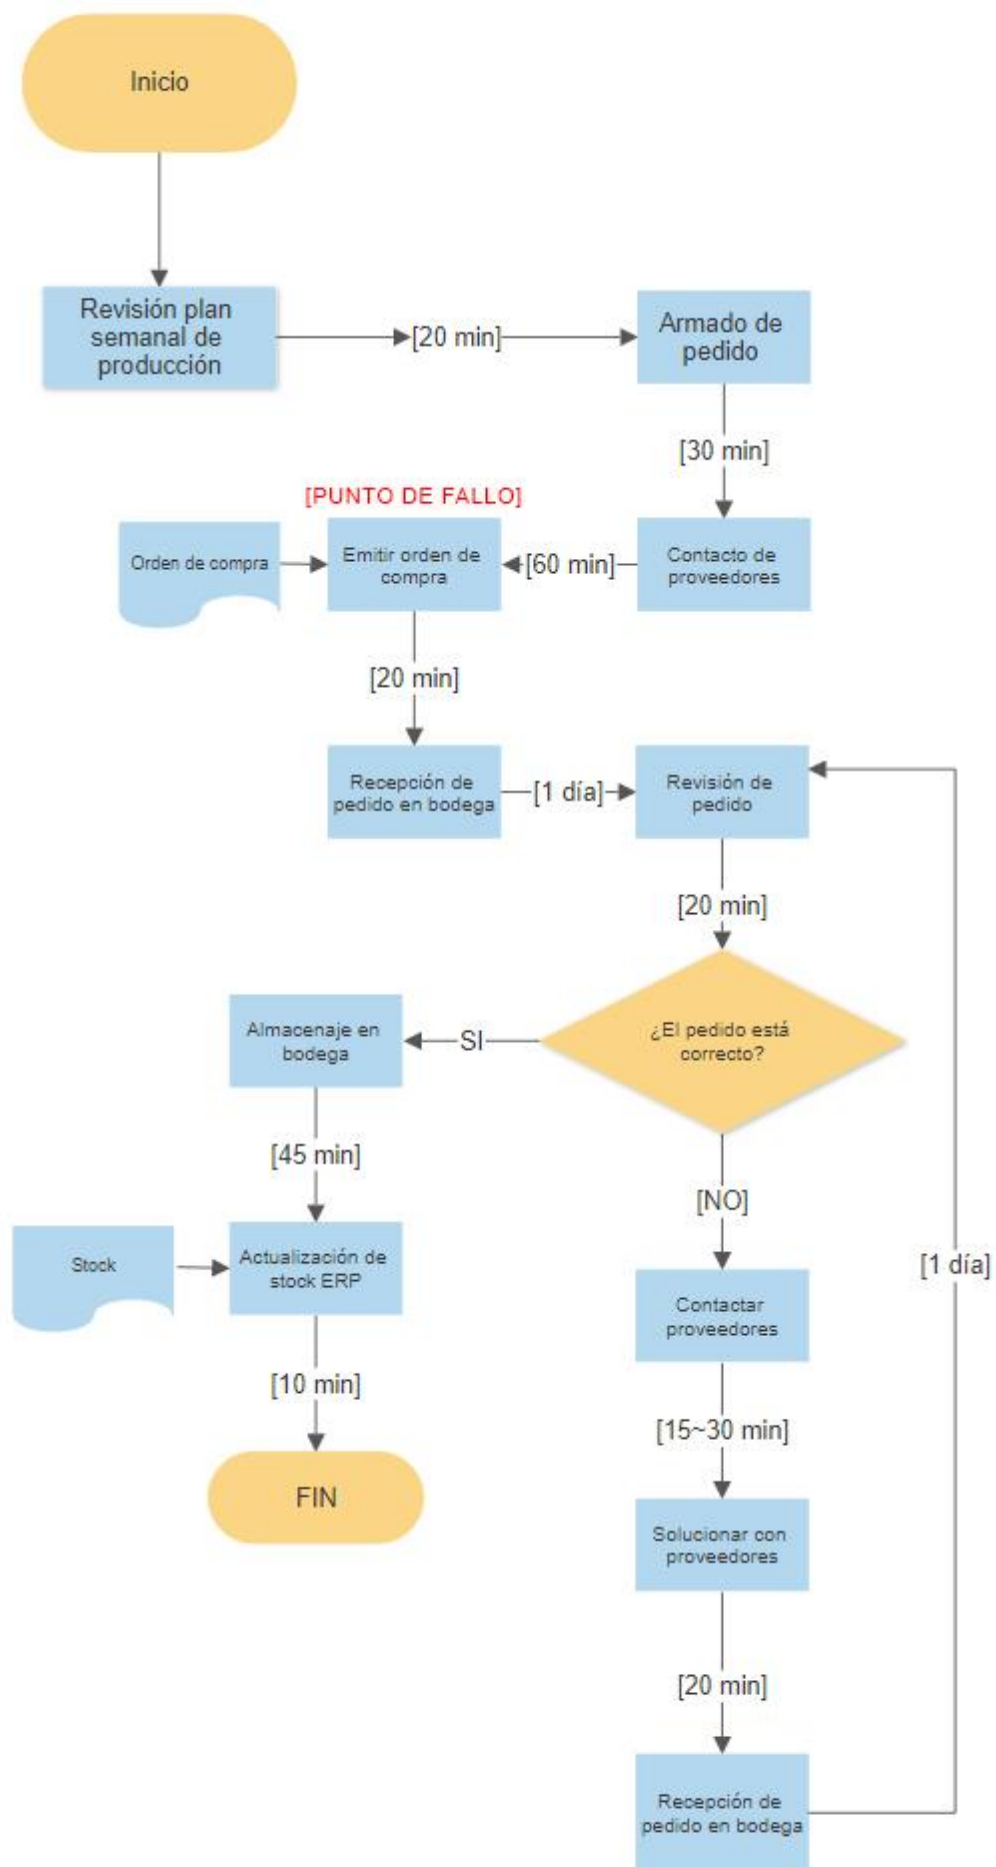 Inicio
Revisión plan
semanal de
producción
[20 min]
Armado de
pedido
[30 min]
[PUNTO DE FALLO]
Orden de compra
Emitir orden de
compra
[60 min]
Contacto de
proveedores
[20 min]
Recepción de
pedido en bodega
[1 día]
Revisión de
pedido
[20 min]
¿El pedido está
correcto?
SI
Almacenaje en
bodega
[45 min]
[NO]
Stock
Actualización de
stock ERP
[1 día]
Contactar
proveedores
[10 min]
[15~30 min]
FIN
Solucionar con
proveedores
[20 min]
Recepción de
pedido en bodega